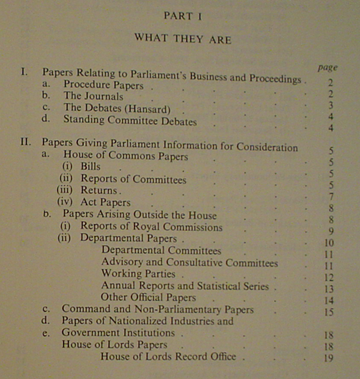 PART I
WHAT THEY ARE
page
I. Papers Relating to Parliament's Business and Proceedings . 2
a. Procedure Papers . . . . . 2
b. The Journals . . . . . 3
c. The Debates (Hansard) . . . . 4
d. Standing Committee Debates . . . . 4
II. Papers Giving Parliament Information for Consideration 5
a. House of Commons Papers . . . . 5
(i) Bills . . . . . 5
(ii) Reports of Committees . . . . 5
(iii) Returns . . . . . 7
(iv) Act Papers . . . . . 8
b. Papers Arising Outside the House . . . 8
(i) Reports of Royal Commissions . . . 9
(ii) Departmental Papers . . . . 10
Departmental Committees . . . 11
Advisory and Consultative Committees . 11
Working Parties . . . . 12
Annual Reports and Statistical Series . . 13
Other Official Papers . . . 14
c. Command and Non-Parliamentary Papers . . 15
d. Papers of Nationalized Industries and
e. Government Institutions . . . . 18
House of Lords Papers . . . . 18
House of Lords Record Office . . . 19